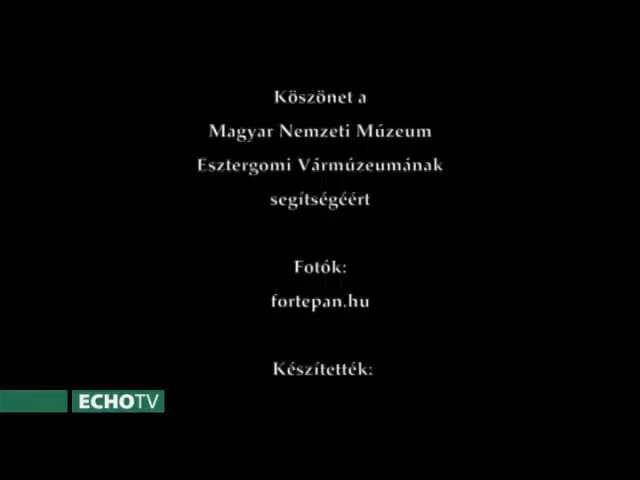 Köszönet a
Magyar Nemzeti Múzeum
Esztergomi Vármúzeumának
segítségéért
Fotók:
fortepan.hu
Készítették:
ECHOTV